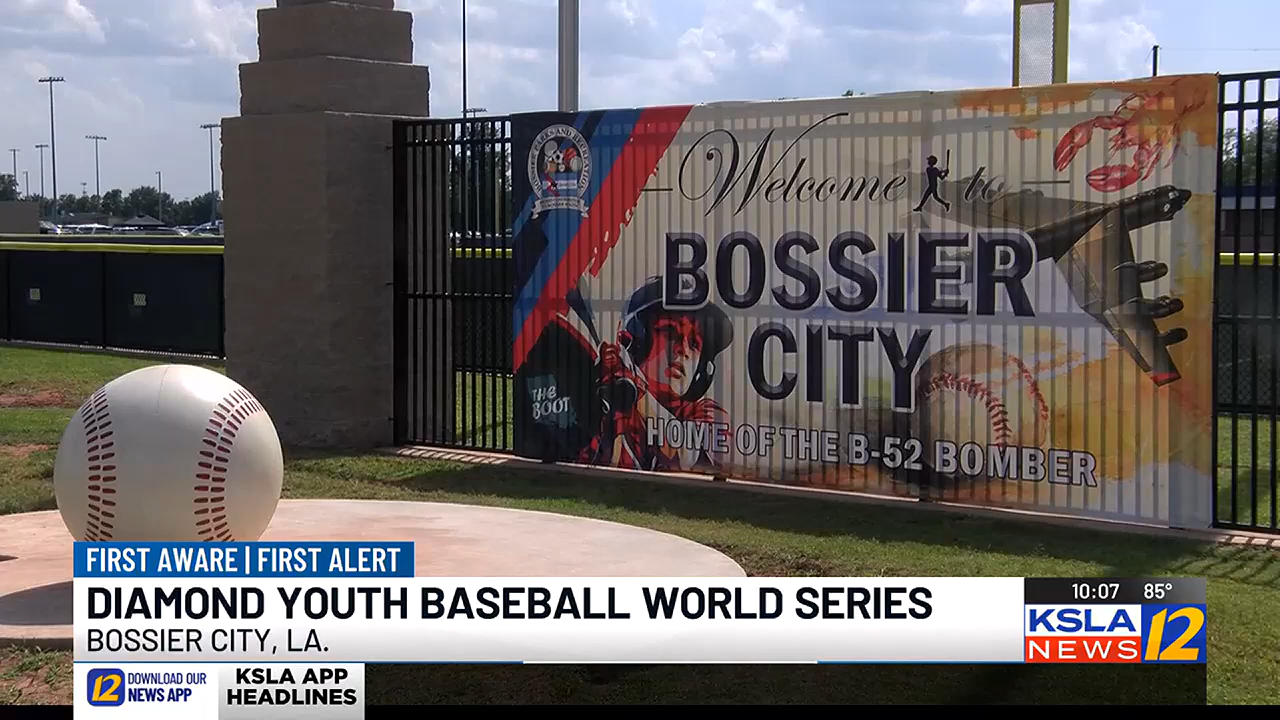 Welcome to
BOSSIER
CITY
THE
BOOT
HOME OF THE B-52 BOMBER
FIRST AWARE | FIRST ALERT
DIAMOND YOUTH BASEBALL WORLD SERIES
BOSSIER CITY, LA.
10:07 85°
KSLA
NEWS 12
12 DOWNLOAD OUR
NEWS APP
KSLA APP
HEADLINES